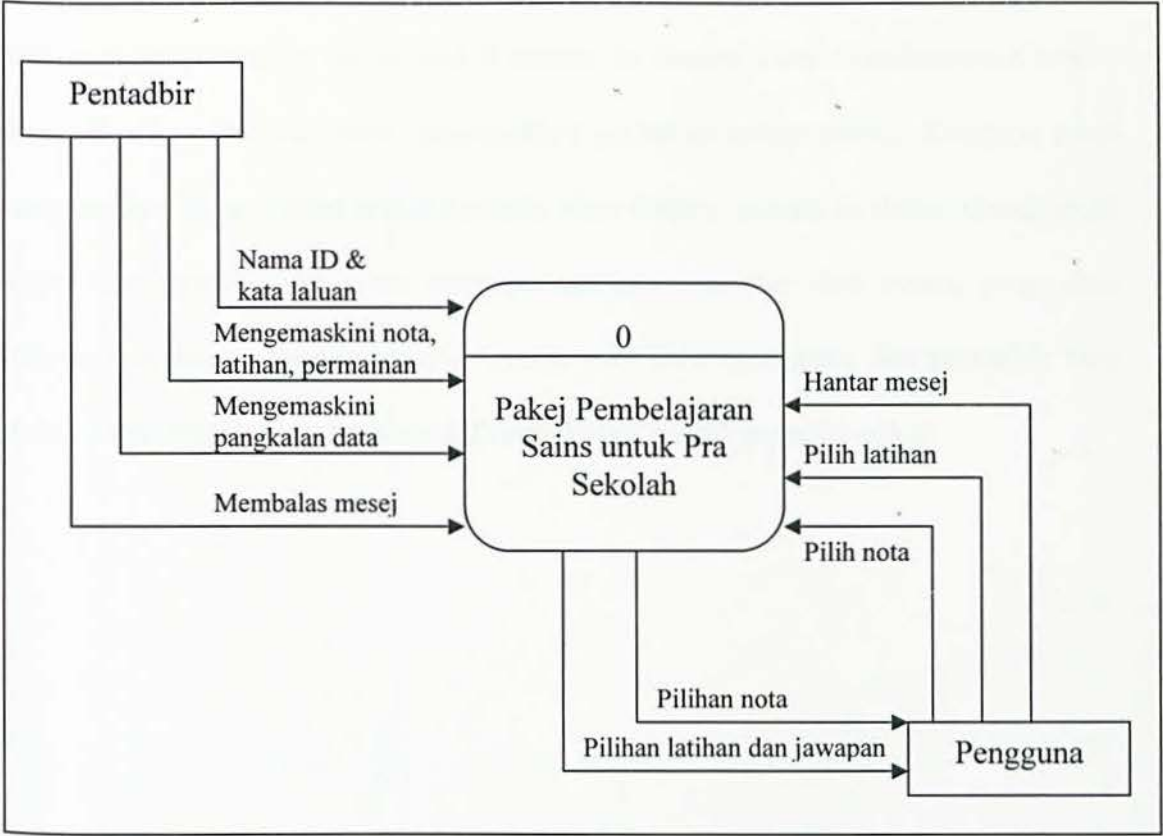 Pentadbir
Nama ID &
kata laluan
Mengemaskini nota,
latihan, permainan
Mengemaskini
pangkalan data
Membalas mesej
0
Pakej Pembelajaran
Sains untuk Pra
Sekolah
Hantar mesej
Pilih latihan
Pilih nota
Pilihan nota
Pilihan latihan dan jawapan
Pengguna